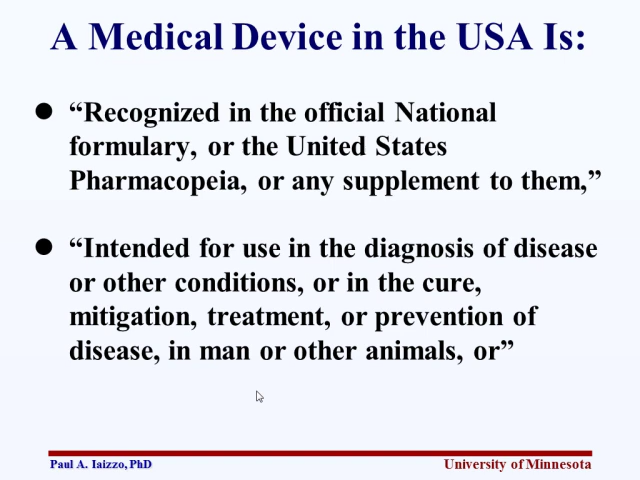 A Medical Device in the USA Is:
● “Recognized in the official National
formulary, or the United States
Pharmacopeia, or any supplement to them,”
● “Intended for use in the diagnosis of disease
or other conditions, or in the cure,
mitigation, treatment, or prevention of
disease, in man or other animals, or”
Paul A. Iaizzo, PhD
University of Minnesota